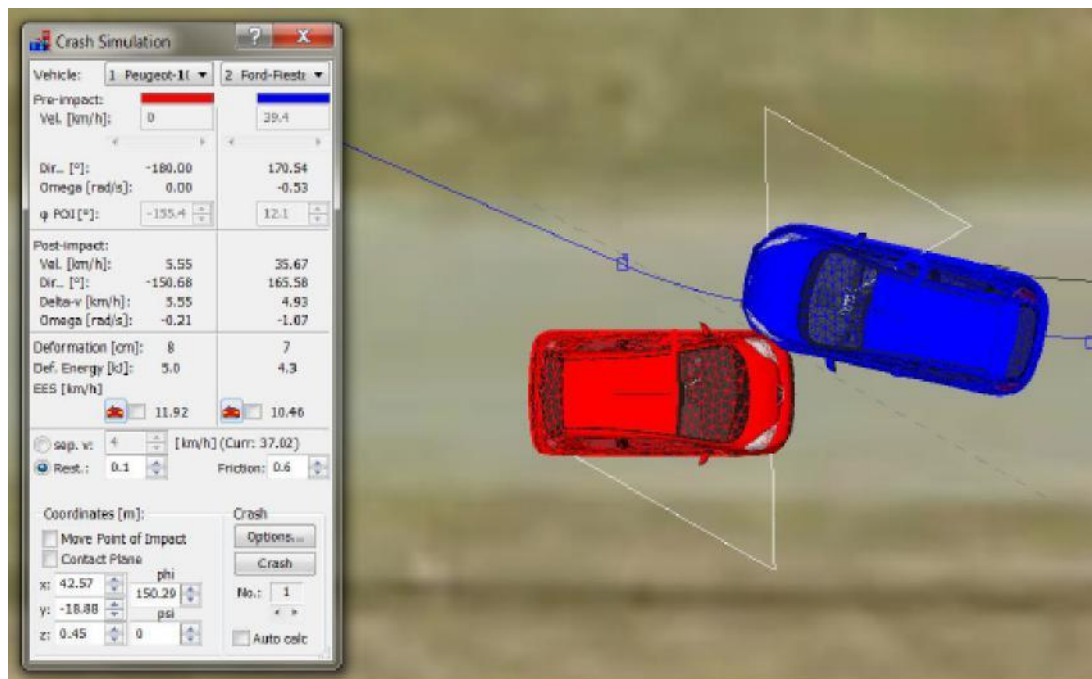 Crash Simulation
Vehicle: 1 Peugeot-1( 2 Ford-Fiesta
Pre-impact:
Vel. [km/h]: 0 39.4
Dir... [°]: -180.00 170.54
Omega [rad/s]: 0.00 -0.53
φ POI [°]: -155.4 12.1
Post-impact:
Vel. [km/h]: 5.55 35.67
Dir... [°]: -150.68 165.58
Delta-v [km/h]: 5.55 4.93
Omega [rad/s]: -0.21 -1.07
Deformation [cm]: 8 7
Def. Energy [kJ]: 5.0 4.3
EES [km/h]
11.92 10.46
sep. v: 4 [km/h] (Curr: 37.02)
Rest.: 0.1 Friction: 0.6
Coordinates [m]: Crash
Move Point of Impact Options...
Contact Plane Crash
phi
x: 42.57 150.29 No.: 1
y: -18.88 psi
z: 0.45 0 Auto calc